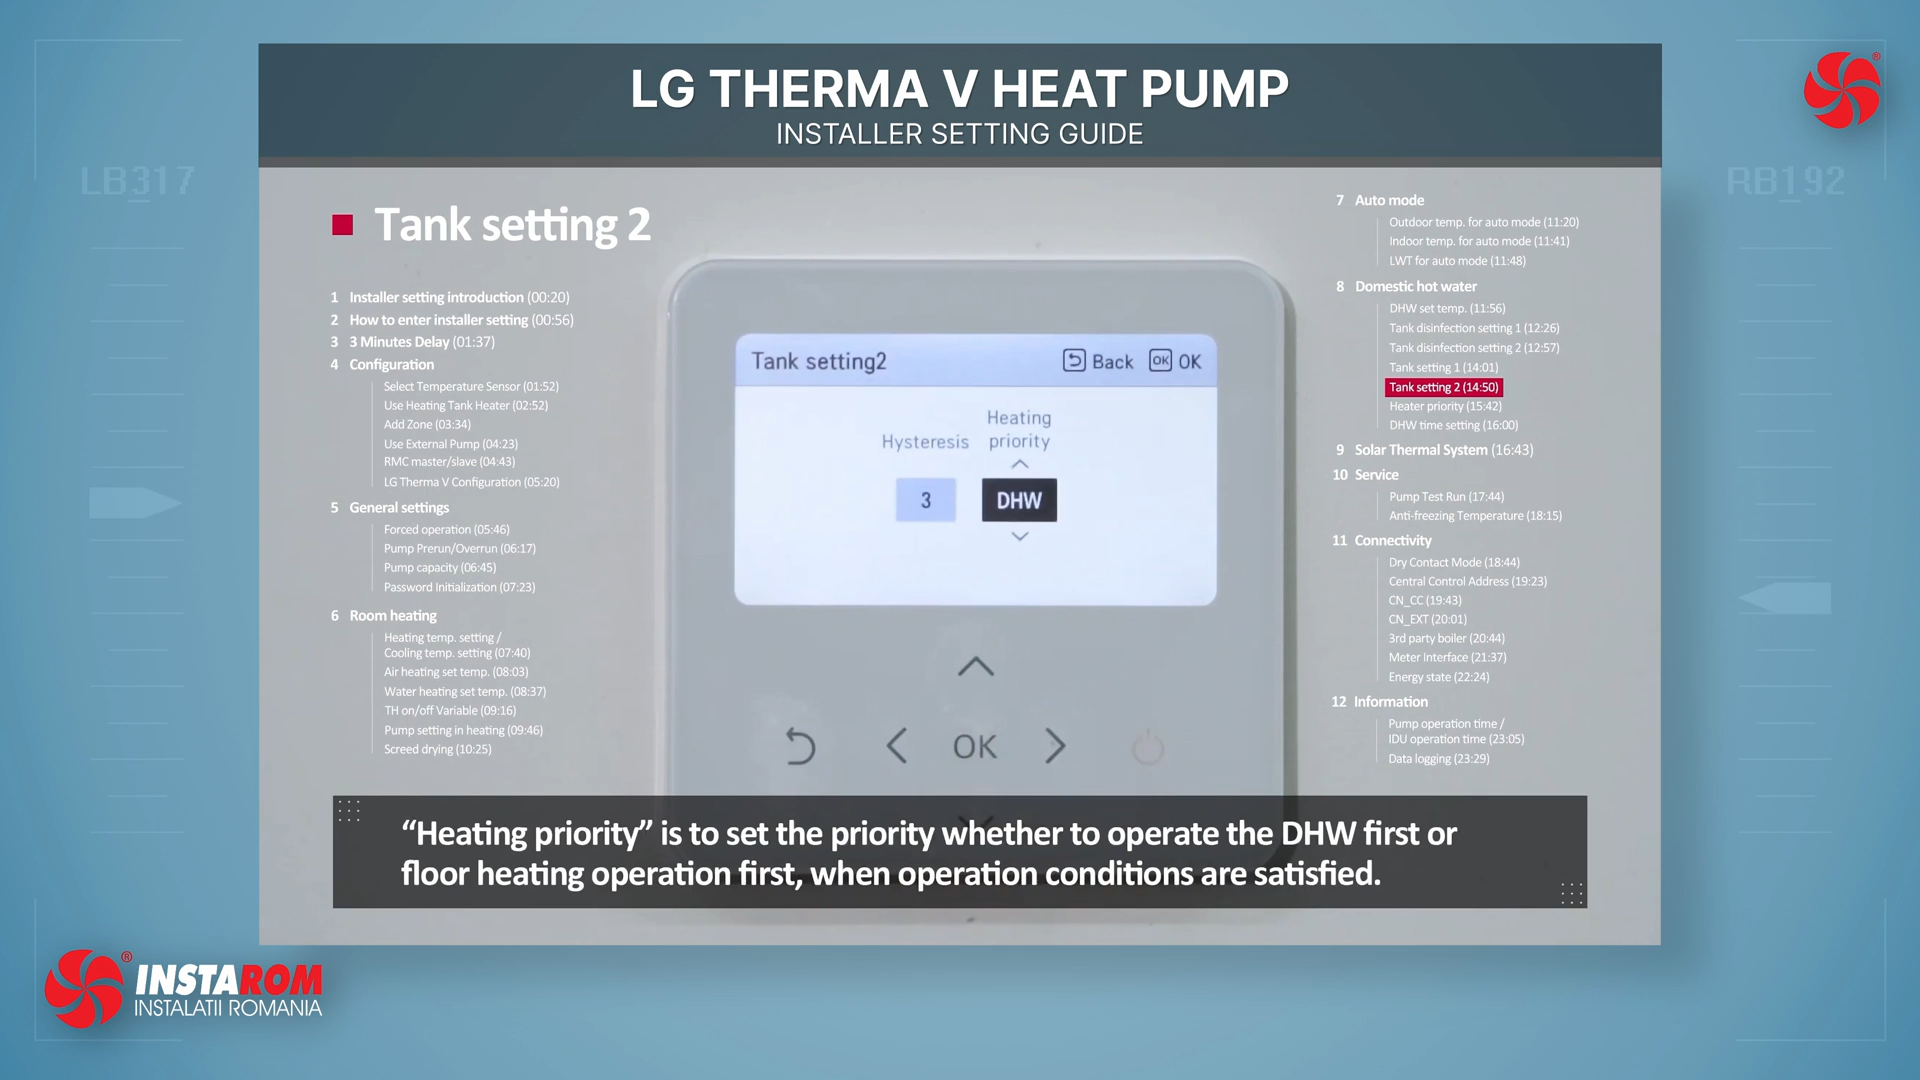 LG THERMA V HEAT PUMP
INSTALLER SETTING GUIDE
LB317
RB192
Tank setting 2
1 Installer setting introduction (00:20)
2 How to enter installer setting (00:56)
3 3 Minutes Delay (01:37)
4 Configuration
Select Temperature Sensor (01:52)
Use Heating Tank Heater (02:52)
Add Zone (03:34)
Use External Pump (04:23)
RMC master/slave (04:43)
LG Therma V Configuration (05:20)
5 General settings
Forced operation (05:46)
Pump Prerun/Overrun (06:17)
Pump capacity (06:45)
Password Initialization (07:23)
6 Room heating
Heating temp. setting /
Cooling temp. setting (07:40)
Air heating set temp. (08:03)
Water heating set temp. (08:37)
TH on/off Variable (09:16)
Pump setting in heating (09:46)
Screed drying (10:25)
Tank setting2
Back
OK OK
Hysteresis
Heating
priority
3
DHW
OK
7 Auto mode
Outdoor temp. for auto mode (11:20)
Indoor temp. for auto mode (11:41)
LWT for auto mode (11:48)
8 Domestic hot water
DHW set temp. (11:56)
Tank disinfection setting 1 (12:26)
Tank disinfection setting 2 (12:57)
Tank setting 1 (14:01)
Tank setting 2 (14:50)
Heater priority (15:42)
DHW time setting (16:00)
9 Solar Thermal System (16:43)
10 Service
Pump Test Run (17:44)
Anti-freezing Temperature (18:15)
11 Connectivity
Dry Contact Mode (18:44)
Central Control Address (19:23)
CN_CC (19:43)
CN_EXT (20:01)
3rd party boiler (20:44)
Meter Interface (21:37)
Energy state (22:24)
12 Information
Pump operation time /
IDU operation time (23:05)
Data logging (23:29)
“Heating priority” is to set the priority whether to operate the DHW first or
floor heating operation first, when operation conditions are satisfied.
INSTAROM
INSTALATII ROMANIA